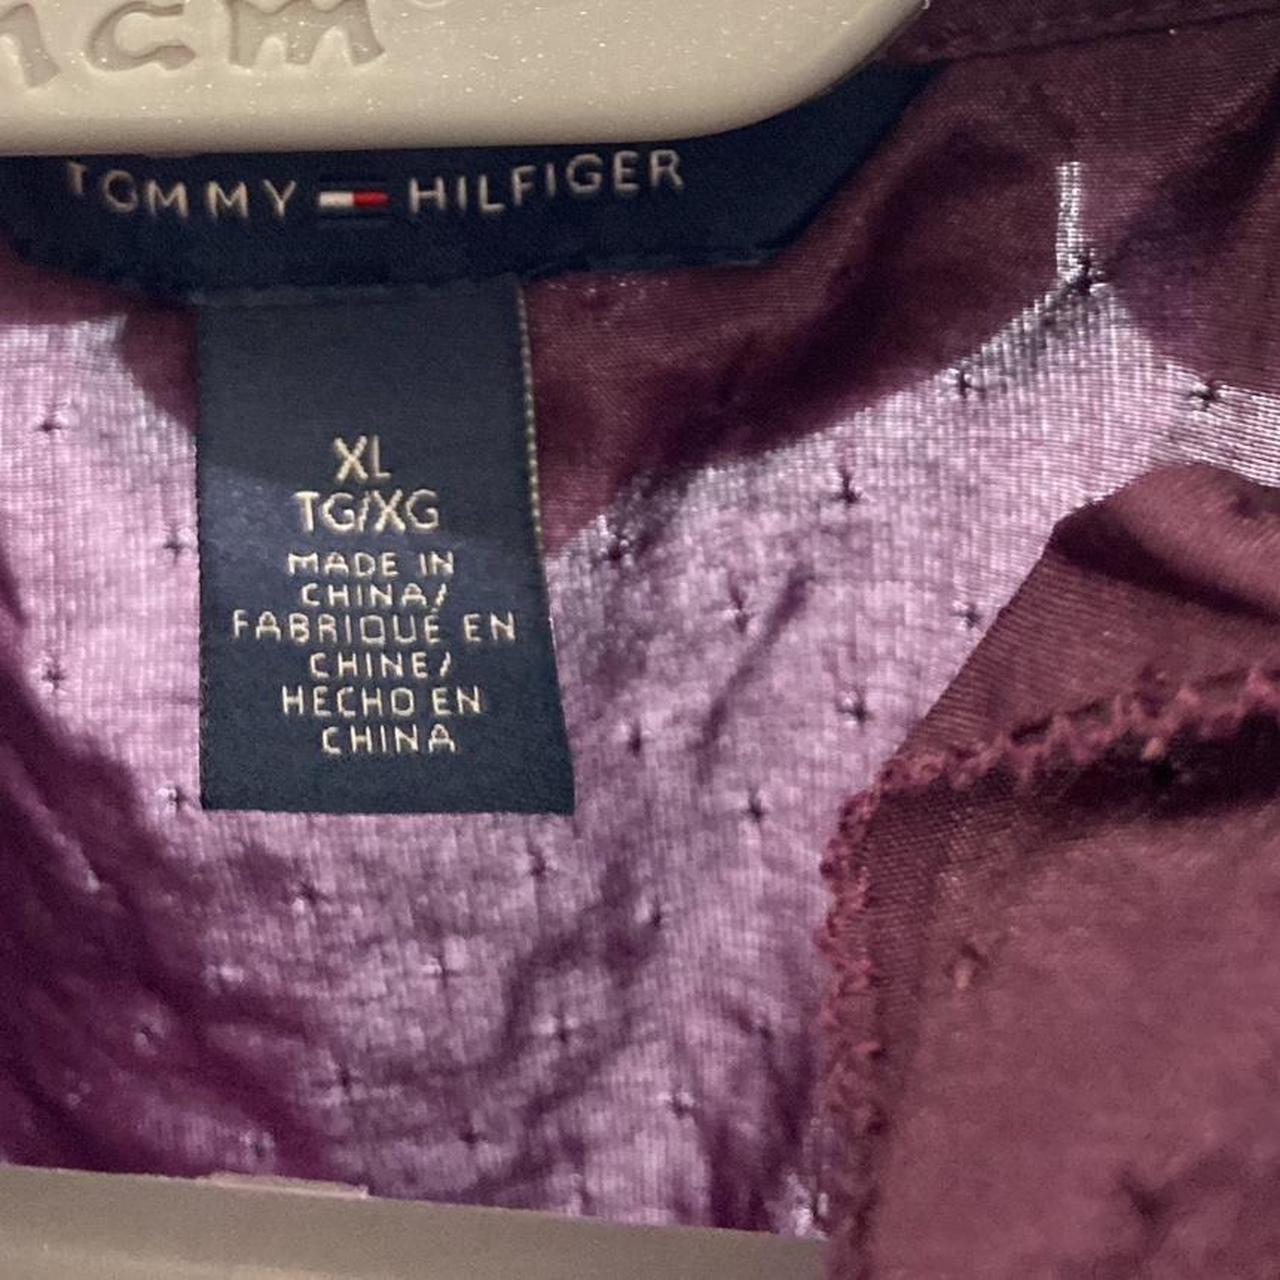 TOMMY HILFIGER
XL
TG/XG
MADE IN
CHINA/
FABRIQUÉ EN
CHINE/
HECHO EN
CHINA